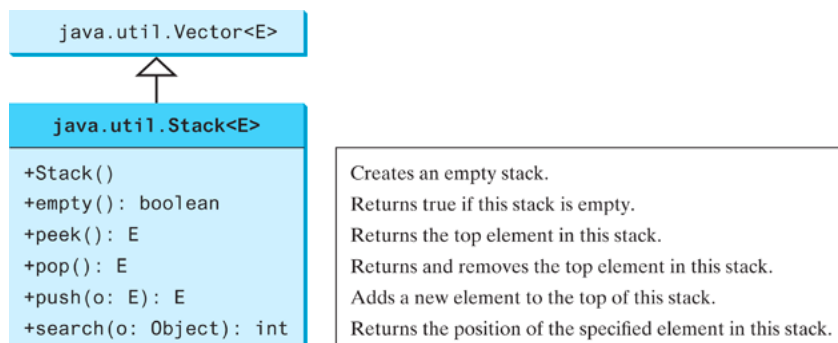 java.util.Vector<E>
java.util.Stack<E>
+Stack()
Creates an empty stack.
+empty(): boolean
Returns true if this stack is empty.
+peek(): E
Returns the top element in this stack.
+pop(): E
Returns and removes the top element in this stack.
+push(o: E): E
Adds a new element to the top of this stack.
+search(o: Object): int
Returns the position of the specified element in this stack.